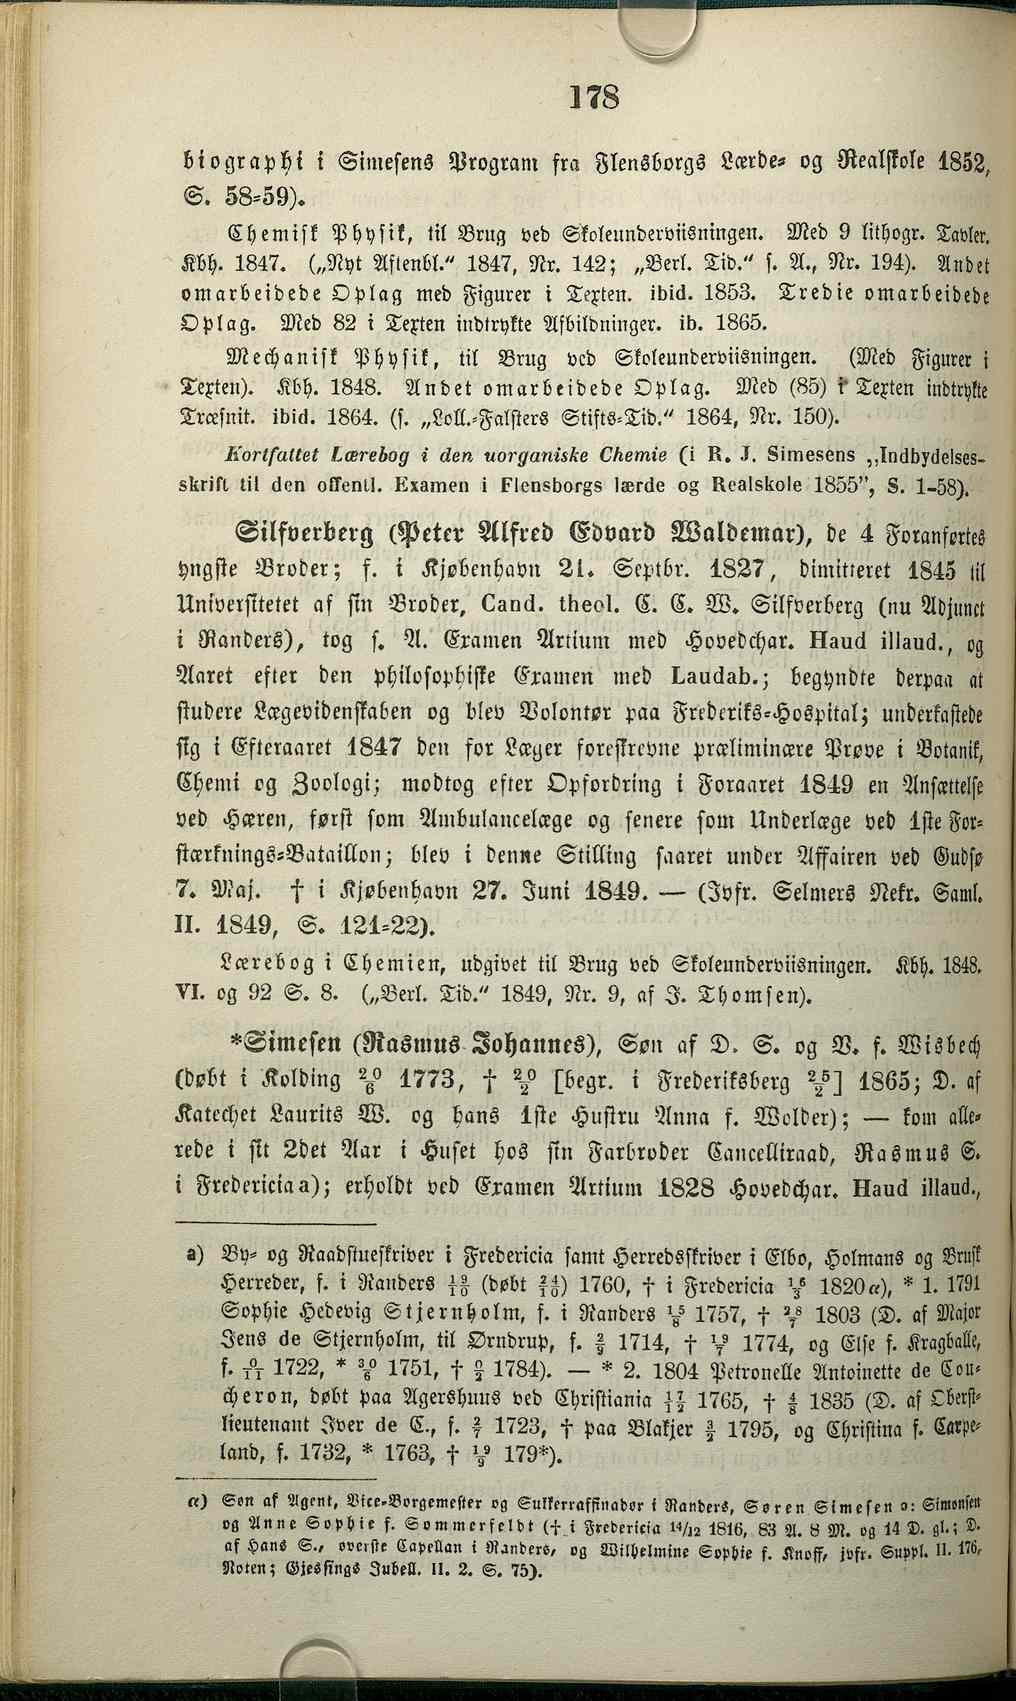 178
biographi i Simesens Program fra Flensborgs Lærde= og Realskole 1852,
S. 58=59).
Chemisk Physik, til Brug ved Skoleunderviisningen. Med 9 lithogr. Tavler.
Kbh. 1847. („Nyt Aftenbl.“ 1847, Nr. 142; „Berl. Tid.“ s. A., Nr. 194). Andet
omarbeidede Oplag med Figurer i Texten. ibid. 1853. Tredie omarbeidede
Oplag. Med 82 i Texten indtrykte Afbildninger. ib. 1865.
Mechanisk Physik, til Brug ved Skoleunderviisningen. (Med Figurer i
Texten). Kbh. 1848. Andet omarbeidede Oplag. Med (85) i Texten indtrykte
Træsnit. ibid. 1864. (s. „Loll.=Falsters Stifts=Tid.“ 1864, Nr. 150).
Kortfattet Lærebog i den uorganiske Chemie (i R. J. Simesens „Indbydelses-
skrift til den offentl. Examen i Flensborgs lærde og Realskole 1855”, S. 1-58).
Silfverberg (Peter Alfred Edvard Waldemar), de 4 Foranførtes
yngste Broder; f. i Kjøbenhavn 21. Septbr. 1827, dimitteret 1845 til
Universitetet af sin Broder, Cand. theol. C. C. W. Silfverberg (nu Adjunct
i Randers), tog s. A. Examen Artium med Hovedchar. Haud illaud., og
Aaret efter den philosophiske Examen med Laudab.; begyndte derpaa at
studere Lægevidenskaben og blev Volontør paa Frederiks=Hospital; underkastede
sig i Efteraaret 1847 den for Læger foreskrevne præliminære Prøve i Botanik,
Chemi og Zoologi; modtog efter Opfordring i Foraaret 1849 en Ansættelse
ved Hæren, først som Ambulancelæge og senere som Underlæge ved 1ste For=
stærknings=Bataillon; blev i denne Stilling saaret under Affairen ved Gudsø
7. Maj. † i Kjøbenhavn 27. Juni 1849. — (Jvfr. Selmers Nekr. Saml.
II. 1849, S. 121=22).
Lærebog i Chemien, udgivet til Brug ved Skoleunderviisningen. Kbh. 1848.
VI. og 92 S. 8. („Berl. Tid.“ 1849, Nr. 9, af J. Thomsen).
*Simesen (Rasmus Johannes), Søn af D. S. og V. f. Wisbech
(døbt i Kolding 20/6 1773, † 20/2 [begr. i Frederiksberg 25/2] 1865; D. af
Katechet Laurits W. og hans 1ste Hustru Anna f. Wolder); — kom alle=
rede i sit 2det Aar i Huset hos sin Farbroder Cancelliraad, Rasmus S.
i Fredericia a); erholdt ved Examen Artium 1828 Hovedchar. Haud illaud.,
a) By= og Raadstueskriver i Fredericia samt Herredsskriver i Elbo, Holmans og Brusk
Herreder, f. i Randers 19/10 (døbt 24/10) 1760, † i Fredericia 16/3 1820 α), * 1. 1791
Sophie Hedevig Stjernholm, f. i Randers 15/8 1757, † 28/7 1803 (D. af Major
Jens de Stjernholm, til Ørndrup, f. 2/9 1714, † 19/7 1774, og Else f. Kragballe,
f. 0/11 1722, * 30/6 1751, † 0/2 1784). — * 2. 1804 Petronelle Antoinette de Cou=
cheron, døbt paa Agershuus ved Christiania 17/12 1765, † 4/8 1835 (D. af Oberst=
lieutenant Iver de C., f. 2/7 1723, † paa Blakjer 3/2 1795, og Christina f. Carpe=
land, f. 1732, * 1763, † 19/9 179*).
α) Søn af Agent, Vice=Borgemester og Sukkerraffinadør i Randers, Søren Simesen ɔ: Simonsen
og Anne Sophie f. Sommerfeldt († i Fredericia 14/12 1816, 83 A. 8 M. og 14 D. gl.; D.
af Hans S., øverste Capellan i Randers, og Wilhelmine Sophie f. Knoff, jvfr. Suppl. II. 176,
Noten; Giessings Jubell. II. 2. S. 75).